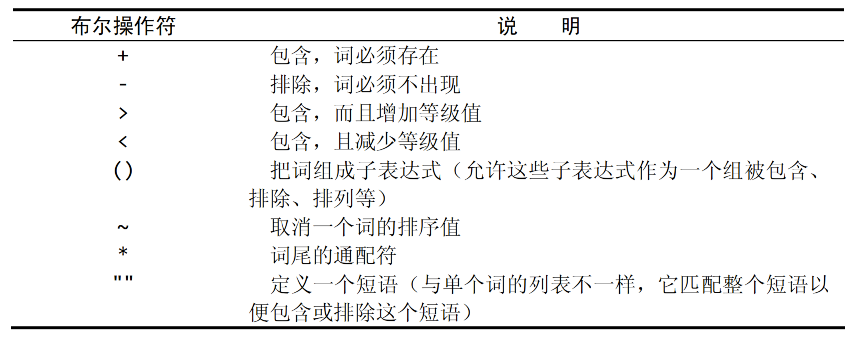 布尔操作符 说 明
+ 包含，词必须存在
- 排除，词必须不出现
> 包含，而且增加等级值
< 包含，且减少等级值
() 把词组成子表达式（允许这些子表达式作为一个组被包含、
排除、排列等）
~ 取消一个词的排序值
* 词尾的通配符
"" 定义一个短语（与单个词的列表不一样，它匹配整个短语以
便包含或排除这个短语）